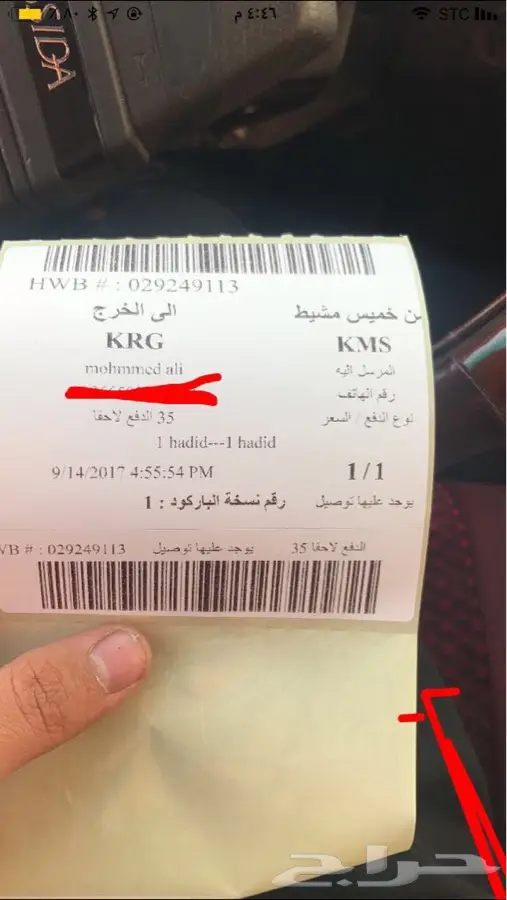 STC
٤:٤٦ م
SIDA
HWB # : 029249113
من خميس مشيط الى الخرج
KMS KRG
المرسل اليه mohmmed ali
رقم الهاتف
نوع الدفع / السعر 35 الدفع لاحقا
1 hadid---1 hadid
9/14/2017 4:55:54 PM 1/1
يوجد عليها توصيل رقم نسخة الباركود : 1
WB # : 029249113 يوجد عليها توصيل الدفع لاحقا 35
حراج